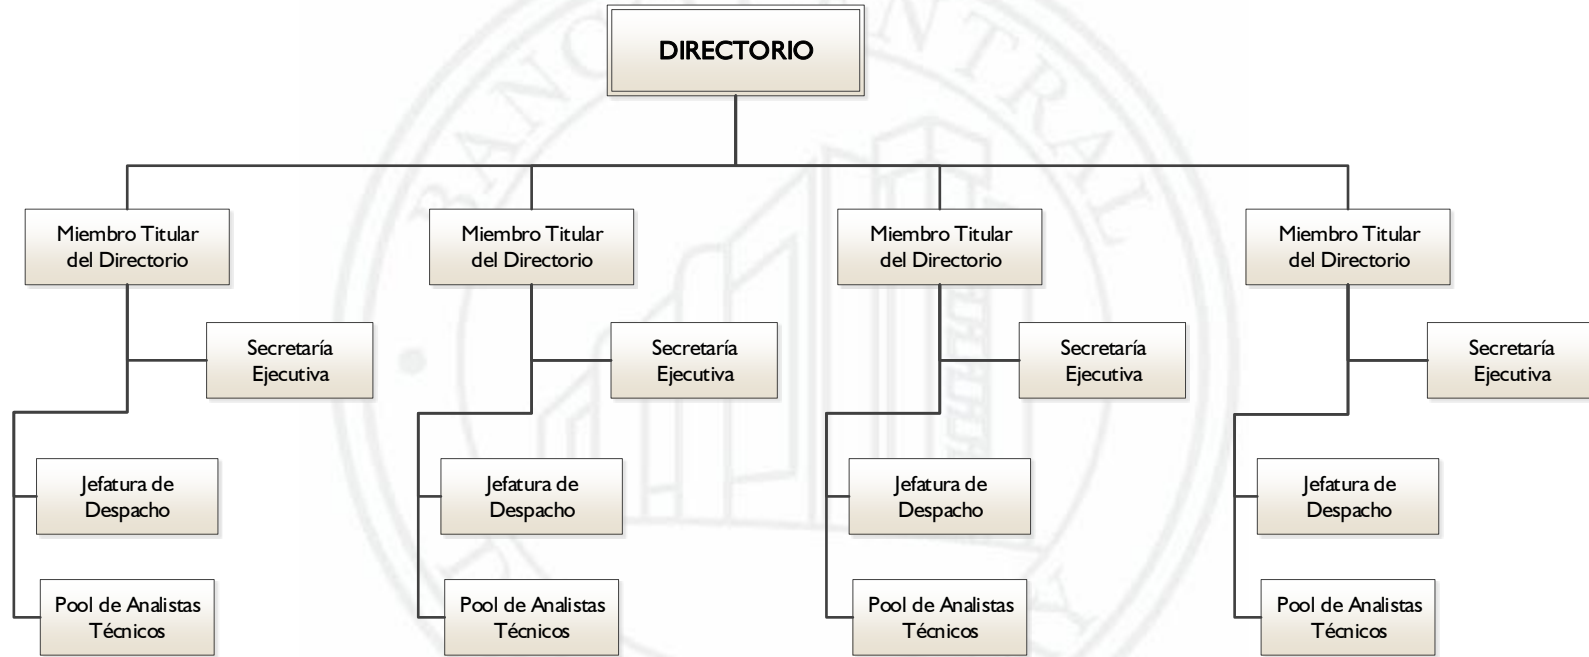 DIRECTORIO
Miembro Titular
del Directorio
Miembro Titular
del Directorio
Miembro Titular
del Directorio
Miembro Titular
del Directorio
Secretaría
Ejecutiva
Secretaría
Ejecutiva
Secretaría
Ejecutiva
Secretaría
Ejecutiva
Jefatura de
Despacho
Jefatura de
Despacho
Jefatura de
Despacho
Jefatura de
Despacho
Pool de Analistas
Técnicos
Pool de Analistas
Técnicos
Pool de Analistas
Técnicos
Pool de Analistas
Técnicos
BANCO CENTRAL